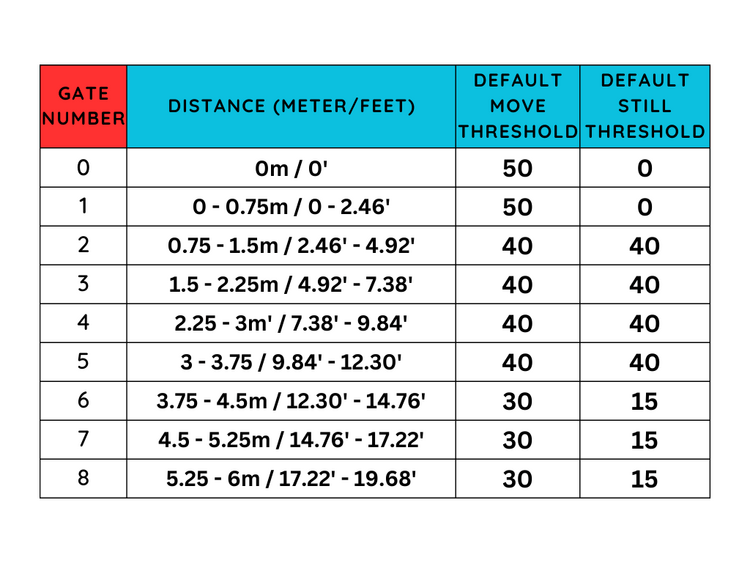 GATE NUMBER DISTANCE (METER/FEET) DEFAULT MOVE THRESHOLD DEFAULT STILL THRESHOLD
0 0m / 0' 50 0
1 0 - 0.75m / 0 - 2.46' 50 0
2 0.75 - 1.5m / 2.46' - 4.92' 40 40
3 1.5 - 2.25m / 4.92' - 7.38' 40 40
4 2.25 - 3m' / 7.38' - 9.84' 40 40
5 3 - 3.75 / 9.84' - 12.30' 40 40
6 3.75 - 4.5m / 12.30' - 14.76' 30 15
7 4.5 - 5.25m / 14.76' - 17.22' 30 15
8 5.25 - 6m / 17.22' - 19.68' 30 15